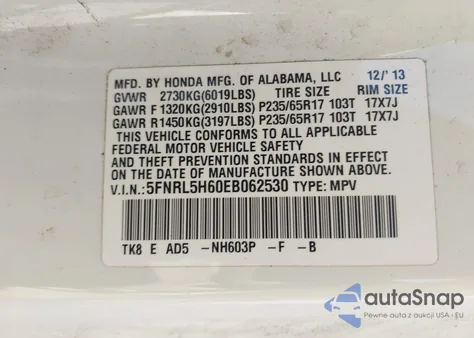 MFD. BY HONDA MFG. OF ALABAMA, LLC 12/'13
GVWR 2730KG(6019LBS) TIRE SIZE RIM SIZE
GAWR F 1320KG(2910LBS) P235/65R17 103T 17X7J
GAWR R1450KG(3197LBS) P235/65R17 103T 17X7J
THIS VEHICLE CONFORMS TO ALL APPLICABLE
FEDERAL MOTOR VEHICLE SAFETY
AND THEFT PREVENTION STANDARDS IN EFFECT
ON THE DATE OF MANUFACTURE SHOWN ABOVE.
V.I.N.:5FNRL5H60EB062530 TYPE: MPV
TK8 E AD5 -NH603P -F -B
autoSnap
Pewne auta z aukcji USA i EU